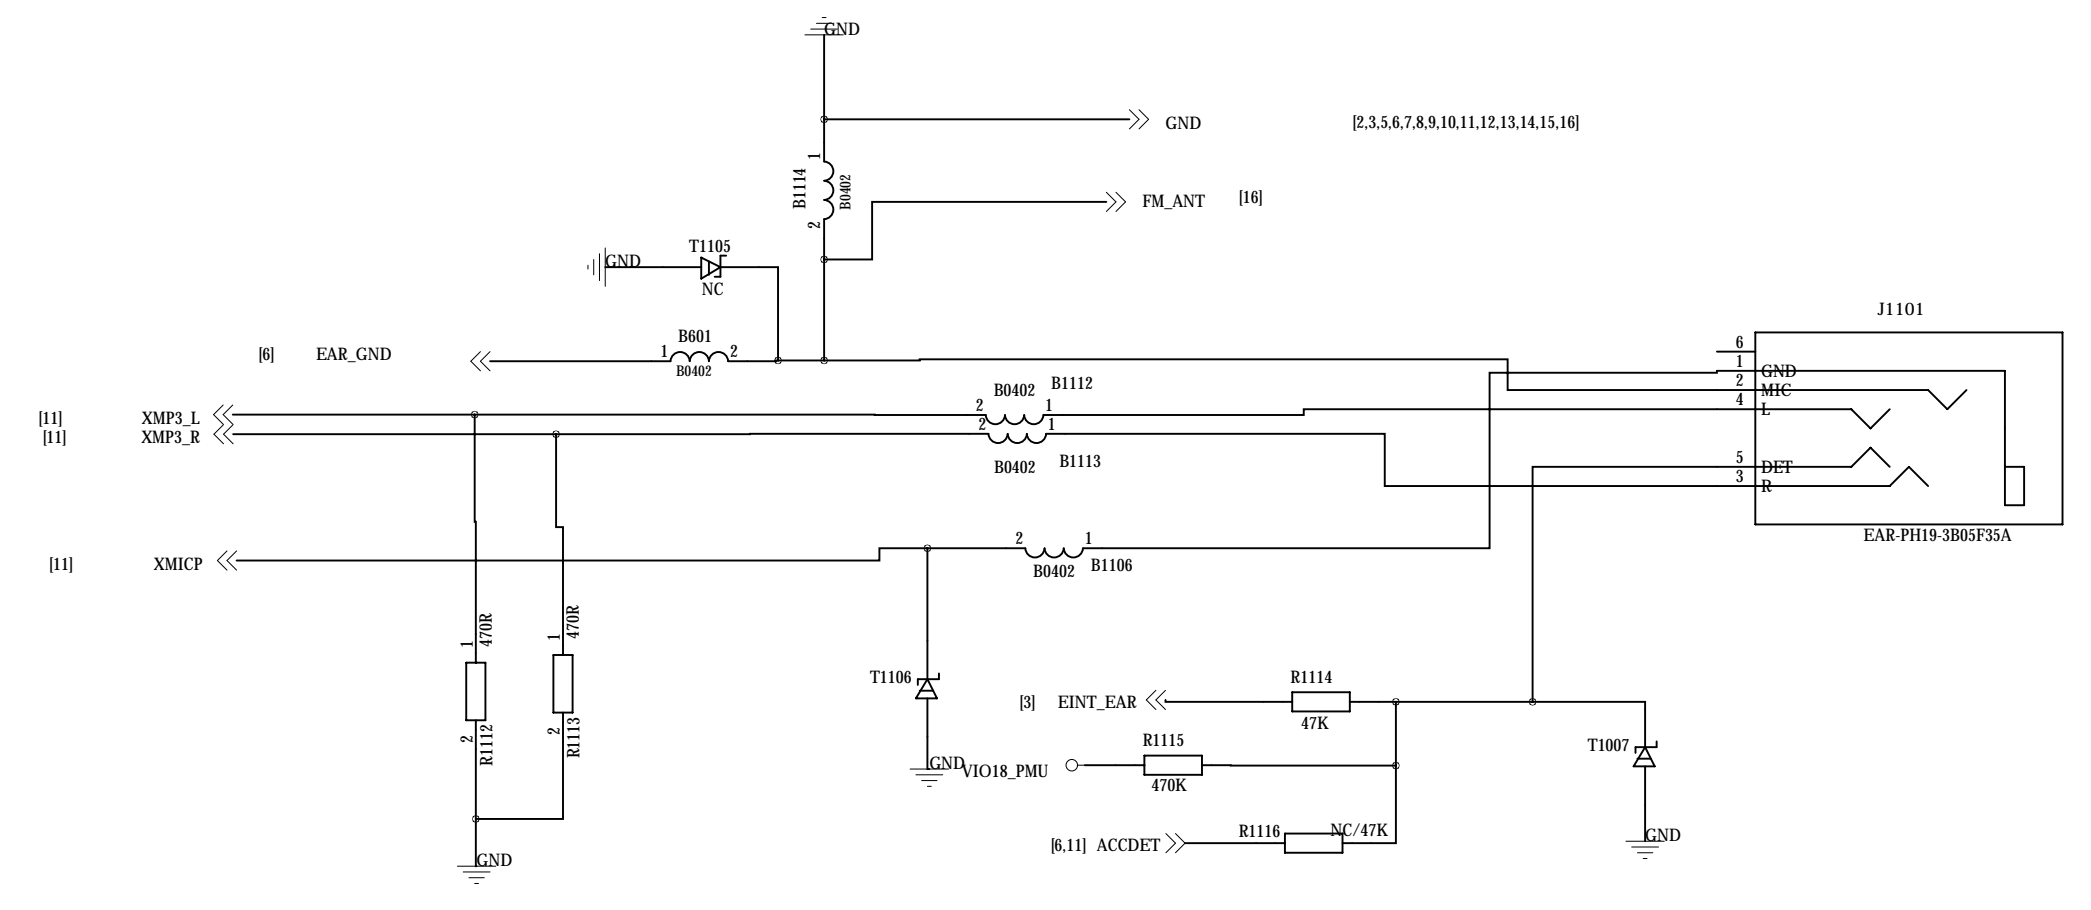 GND
GND [2,3,5,6,7,8,9,10,11,12,13,14,15,16]
1
B1114
B0402
2
FM_ANT [16]
T1105
GND
NC
J1101
[6] EAR_GND
B601
1 2
B0402
6
1 GND
2 MIC
4 L
5 DET
3 R
EAR-PH19-3B05F35A
B0402 B1112
2 1
[11] XMP3_L
[11] XMP3_R
2 1
B0402 B1113
[11] XMICP
2 1
B0402 B1106
470R
1
2
R1112
470R
1
2
R1113
GND
T1106
GND
[3] EINT_EAR
R1114
47K
VIO18_PMU
R1115
470K
[6,11] ACCDET
R1116 NC/47K
T1007
GND